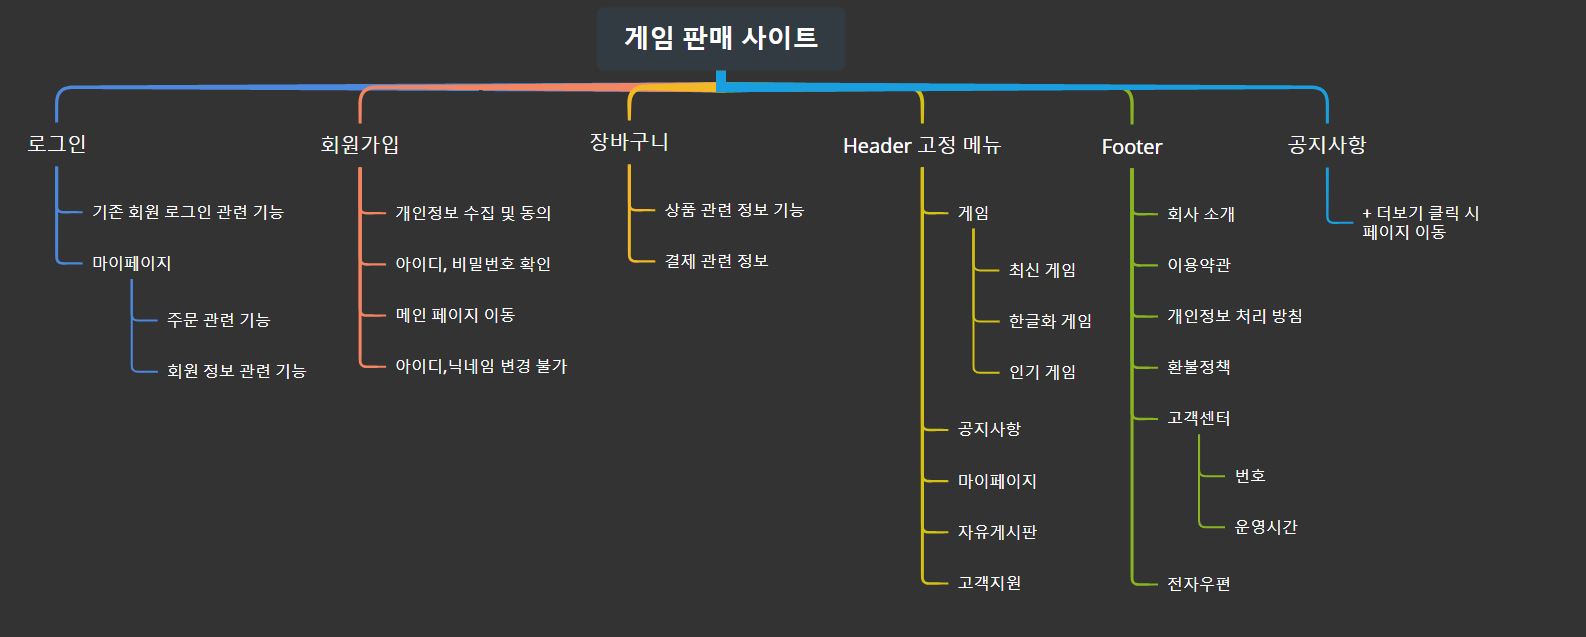 게임 판매 사이트
로그인
기존 회원 로그인 관련 기능
마이페이지
주문 관련 기능
회원 정보 관련 기능
회원가입
개인정보 수집 및 동의
아이디, 비밀번호 확인
메인 페이지 이동
아이디,닉네임 변경 불가
장바구니
상품 관련 정보 기능
결제 관련 정보
Header 고정 메뉴
게임
최신 게임
한글화 게임
인기 게임
공지사항
마이페이지
자유게시판
고객지원
Footer
회사 소개
이용약관
개인정보 처리 방침
환불정책
고객센터
번호
운영시간
전자우편
공지사항
+ 더보기 클릭 시
페이지 이동